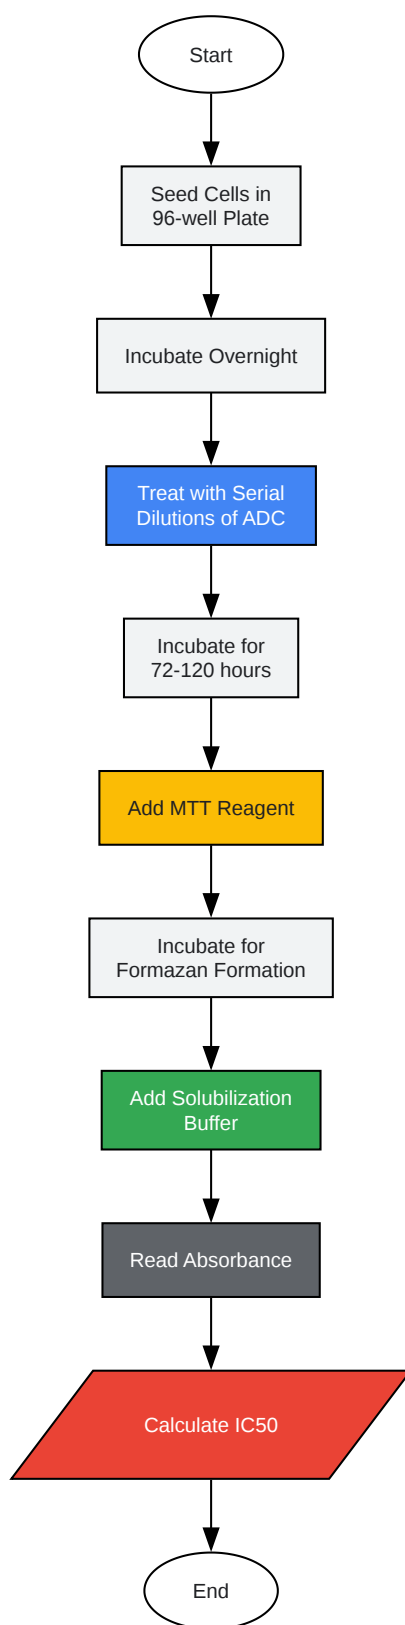 Start
Seed Cells in
96-well Plate
Incubate Overnight
Treat with Serial
Dilutions of ADC
Incubate for
72-120 hours
Add MTT Reagent
Incubate for
Formazan Formation
Add Solubilization
Buffer
Read Absorbance
Calculate IC50
End